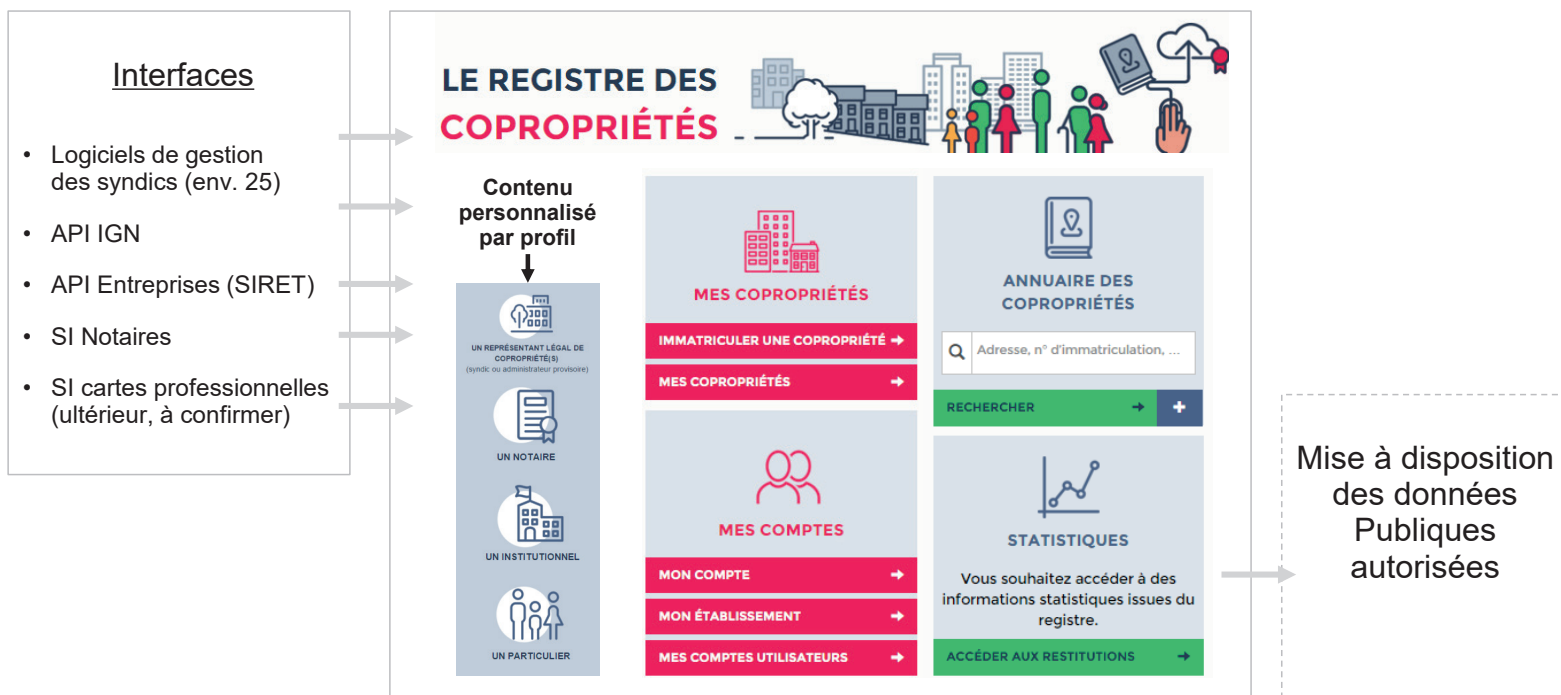 Interfaces
• Logiciels de gestion
des syndics (env. 25)
• API IGN
• API Entreprises (SIRET)
• SI Notaires
• SI cartes professionnelles
(ultérieur, à confirmer)
LE REGISTRE DES
COPROPRIÉTÉS
Contenu
personnalisé
par profil
UN REPRÉSENTANT LÉGAL DE
COPROPRIÉTÉ(S)
(syndic ou administrateur provisoire)
UN NOTAIRE
UN INSTITUTIONNEL
UN PARTICULIER
MES COPROPRIÉTÉS
IMMATRICULER UNE COPROPRIÉTÉ
MES COPROPRIÉTÉS
MES COMPTES
MON COMPTE
MON ÉTABLISSEMENT
MES COMPTES UTILISATEURS
ANNUAIRE DES
COPROPRIÉTÉS
Adresse, n° d'immatriculation, ...
RECHERCHER
STATISTIQUES
Vous souhaitez accéder à des
informations statistiques issues du
registre.
ACCÉDER AUX RESTITUTIONS
Mise à disposition
des données
Publiques
autorisées